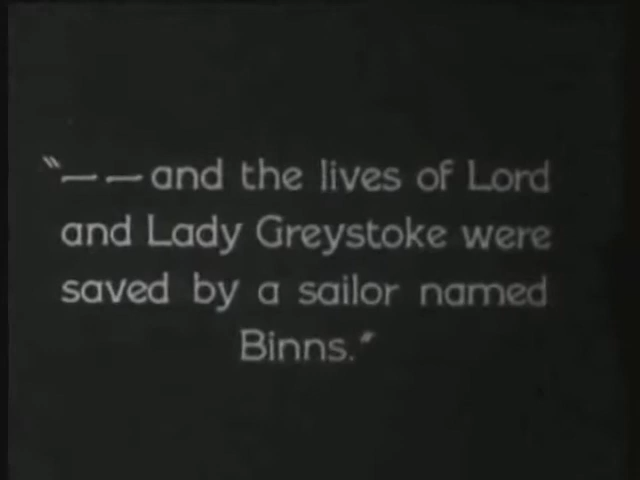 "— — and the lives of Lord
and Lady Greystoke were
saved by a sailor named
Binns."